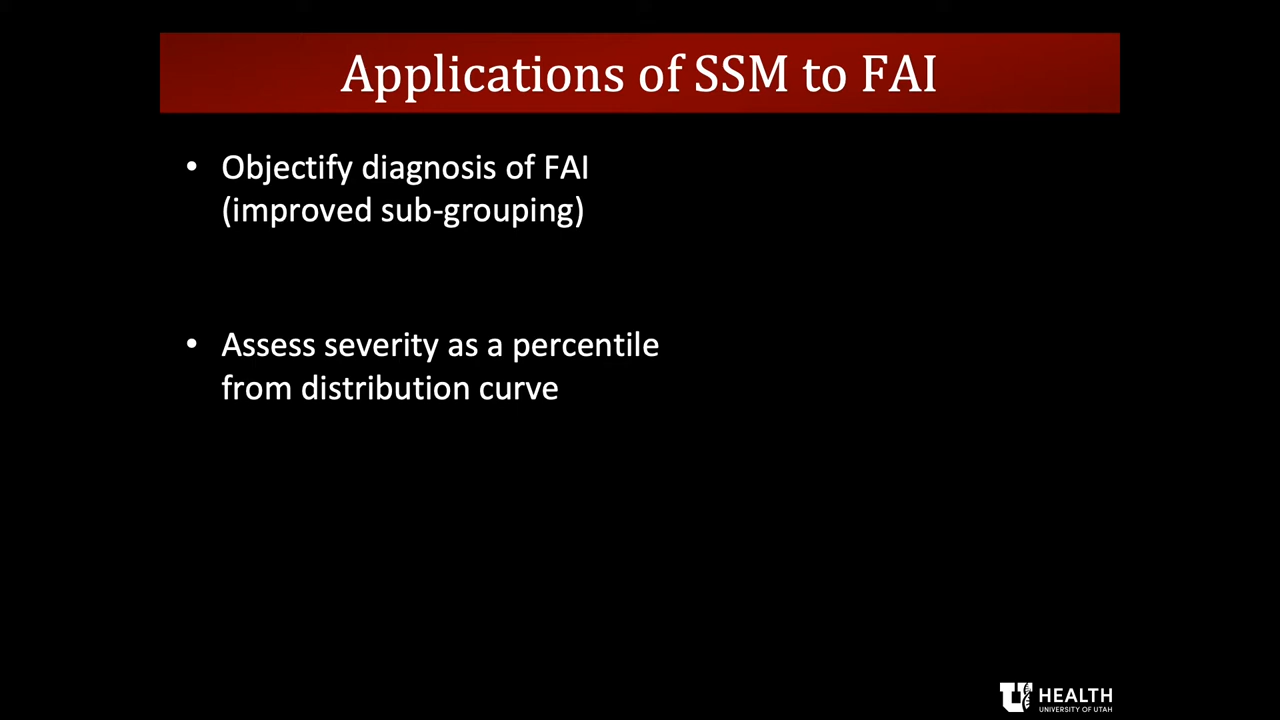 Applications of SSM to FAI
• Objectify diagnosis of FAI
(improved sub-grouping)
• Assess severity as a percentile
from distribution curve
U HEALTH
UNIVERSITY OF UTAH